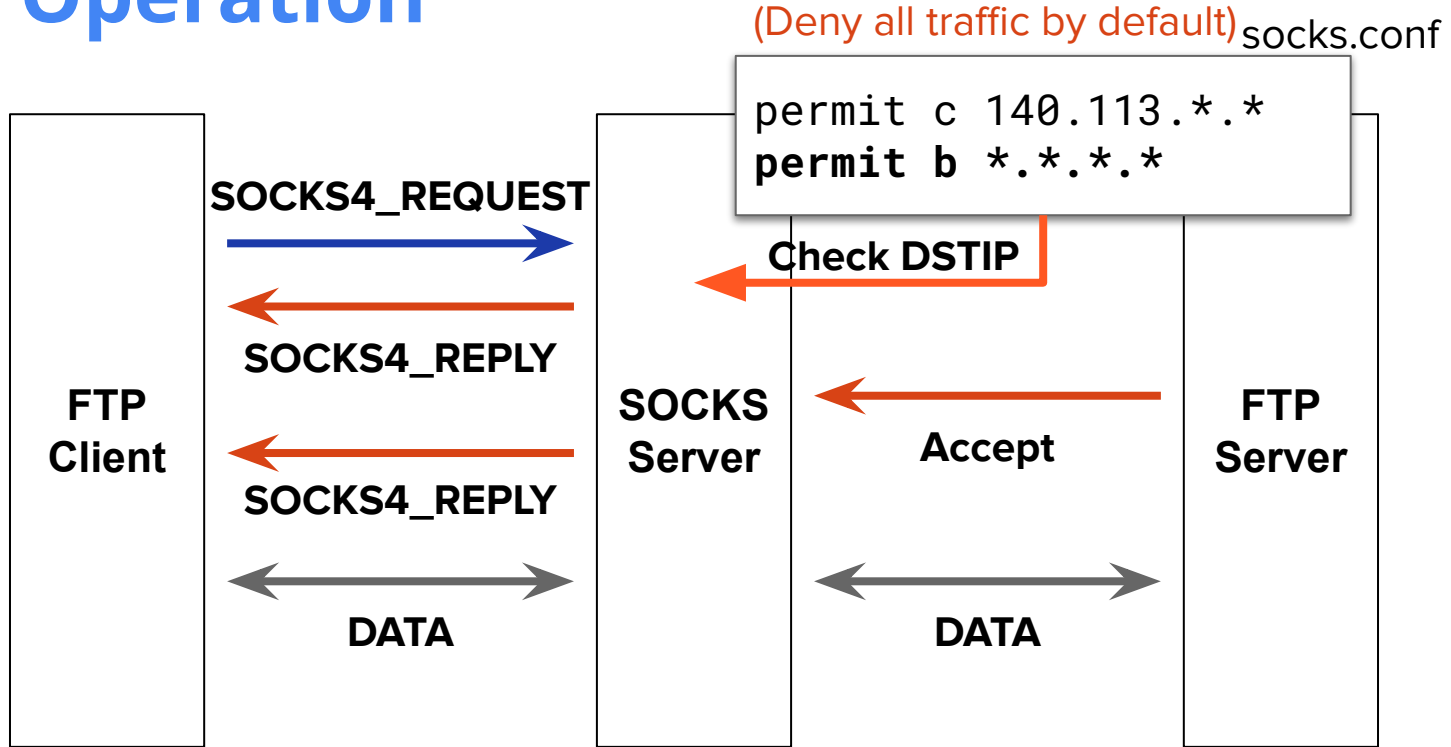 Operation
(Deny all traffic by default)
socks.conf
permit c 140.113.*.*
permit b *.*.*.*
SOCKS4_REQUEST
Check DSTIP
SOCKS4_REPLY
FTP
Client
SOCKS
Server
Accept
FTP
Server
SOCKS4_REPLY
DATA
DATA